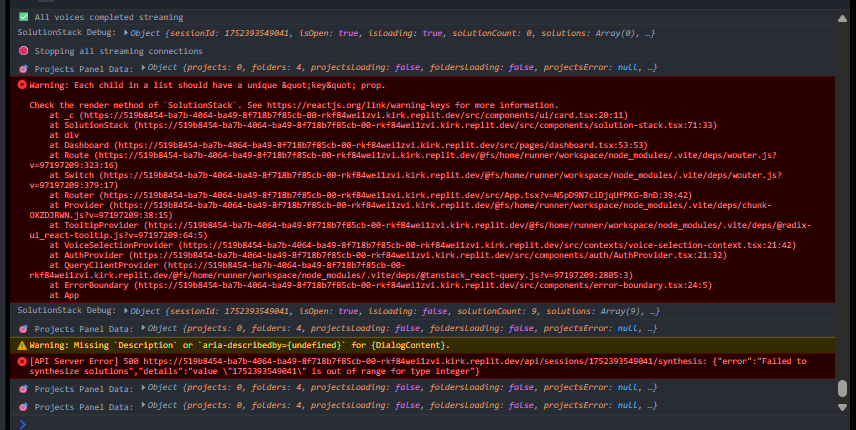 All voices completed streaming
SolutionStack Debug: ▶Object {sessionId: 1752393549041, isOpen: true, isLoading: true, solutionCount: 0, solutions: Array(0), …}
Stopping all streaming connections
Projects Panel Data: ▶Object {projects: 0, folders: 4, projectsLoading: false, foldersLoading: false, projectsError: null, …}
Warning: Each child in a list should have a unique &quot;key&quot; prop.
Check the render method of `SolutionStack`. See https://reactjs.org/link/warning-keys for more information.
at _c (https://519b8454-ba7b-4064-ba49-8f718b7f85cb-00-rkf84wei1zvi.kirk.replit.dev/src/components/ui/card.tsx:20:11)
at SolutionStack (https://519b8454-ba7b-4064-ba49-8f718b7f85cb-00-rkf84wei1zvi.kirk.replit.dev/src/components/solution-stack.tsx:71:33)
at div
at Dashboard (https://519b8454-ba7b-4064-ba49-8f718b7f85cb-00-rkf84wei1zvi.kirk.replit.dev/src/pages/dashboard.tsx:53:53)
at Route (https://519b8454-ba7b-4064-ba49-8f718b7f85cb-00-rkf84wei1zvi.kirk.replit.dev/@fs/home/runner/workspace/node_modules/.vite/deps/wouter.js?
v=97197209:323:16)
at Switch (https://519b8454-ba7b-4064-ba49-8f718b7f85cb-00-rkf84wei1zvi.kirk.replit.dev/@fs/home/runner/workspace/node_modules/.vite/deps/wouter.js?
v=97197209:379:17)
at Router (https://519b8454-ba7b-4064-ba49-8f718b7f85cb-00-rkf84wei1zvi.kirk.replit.dev/src/App.tsx?v=N5pD9N7clDjqUfPKG-BnD:39:42)
at Provider (https://519b8454-ba7b-4064-ba49-8f718b7f85cb-00-rkf84wei1zvi.kirk.replit.dev/@fs/home/runner/workspace/node_modules/.vite/deps/chunk-
OXZDJRWN.js?v=97197209:38:15)
at TooltipProvider (https://519b8454-ba7b-4064-ba49-8f718b7f85cb-00-rkf84wei1zvi.kirk.replit.dev/@fs/home/runner/workspace/node_modules/.vite/deps/@radix-
ui_react-tooltip.js?v=97197209:64:5)
at VoiceSelectionProvider (https://519b8454-ba7b-4064-ba49-8f718b7f85cb-00-rkf84wei1zvi.kirk.replit.dev/src/contexts/voice-selection-context.tsx:21:42)
at AuthProvider (https://519b8454-ba7b-4064-ba49-8f718b7f85cb-00-rkf84wei1zvi.kirk.replit.dev/src/components/auth/AuthProvider.tsx:21:32)
at QueryClientProvider (https://519b8454-ba7b-4064-ba49-8f718b7f85cb-00-
rkf84wei1zvi.kirk.replit.dev/@fs/home/runner/workspace/node_modules/.vite/deps/@tanstack_react-query.js?v=97197209:2805:3)
at ErrorBoundary (https://519b8454-ba7b-4064-ba49-8f718b7f85cb-00-rkf84wei1zvi.kirk.replit.dev/src/components/error-boundary.tsx:24:5)
at App
SolutionStack Debug: ▶Object {sessionId: 1752393549041, isOpen: true, isLoading: false, solutionCount: 9, solutions: Array(9), …}
Projects Panel Data: ▶Object {projects: 0, folders: 4, projectsLoading: false, foldersLoading: false, projectsError: null, …}
Warning: Missing `Description` or `aria-describedby={undefined}` for {DialogContent}.
[API Server Error] 500 https://519b8454-ba7b-4064-ba49-8f718b7f85cb-00-rkf84wei1zvi.kirk.replit.dev/api/sessions/1752393549041/synthesis: {"error":"Failed to
synthesize solutions","details":"value \"1752393549041\" is out of range for type integer"}
Projects Panel Data: ▶Object {projects: 0, folders: 4, projectsLoading: false, foldersLoading: false, projectsError: null, …}
Projects Panel Data: ▶Object {projects: 0, folders: 4, projectsLoading: false, foldersLoading: false, projectsError: null, …}